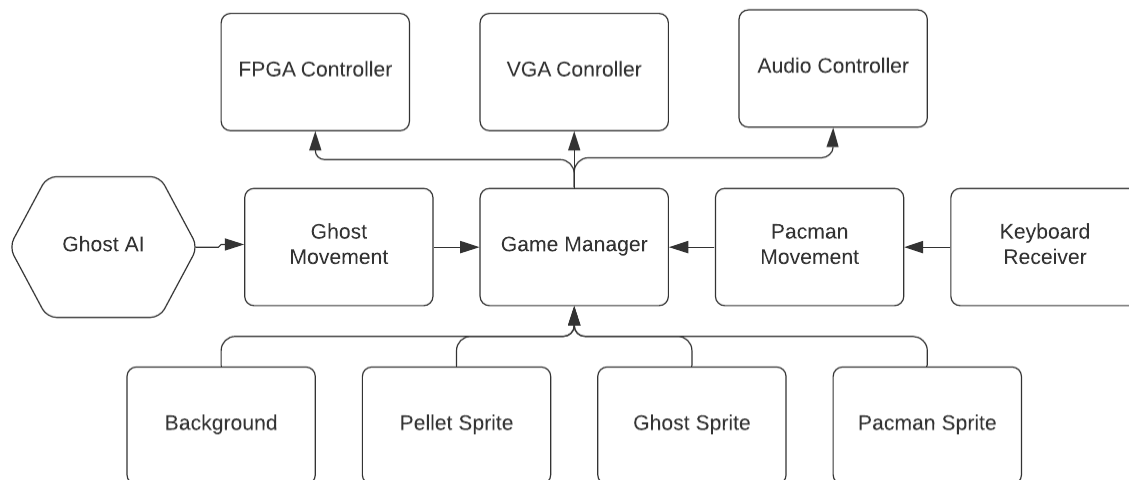 FPGA Controller
VGA Conroller
Audio Controller
Ghost AI
Ghost
Movement
Game Manager
Pacman
Movement
Keyboard
Receiver
Background
Pellet Sprite
Ghost Sprite
Pacman Sprite